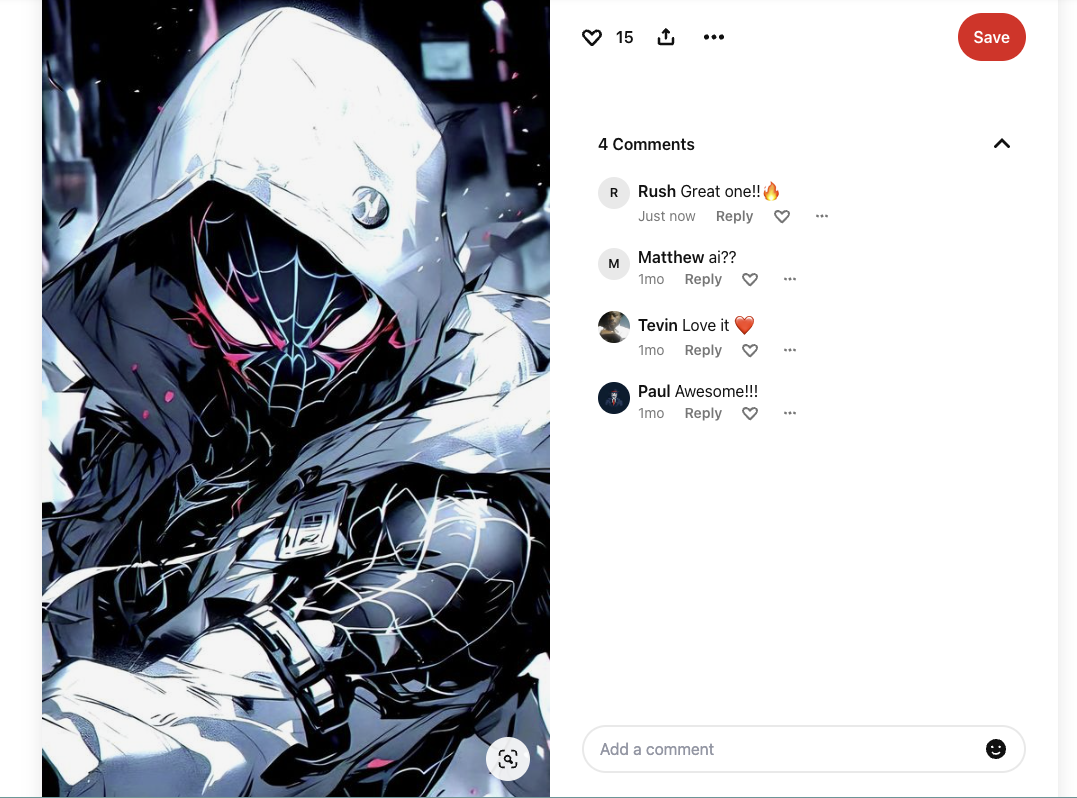 15
Save
4 Comments
R
Rush Great one!!🔥
Just now Reply
M
Matthew ai??
1mo Reply
Tevin Love it ❤️
1mo Reply
Paul Awesome!!!
1mo Reply
Add a comment